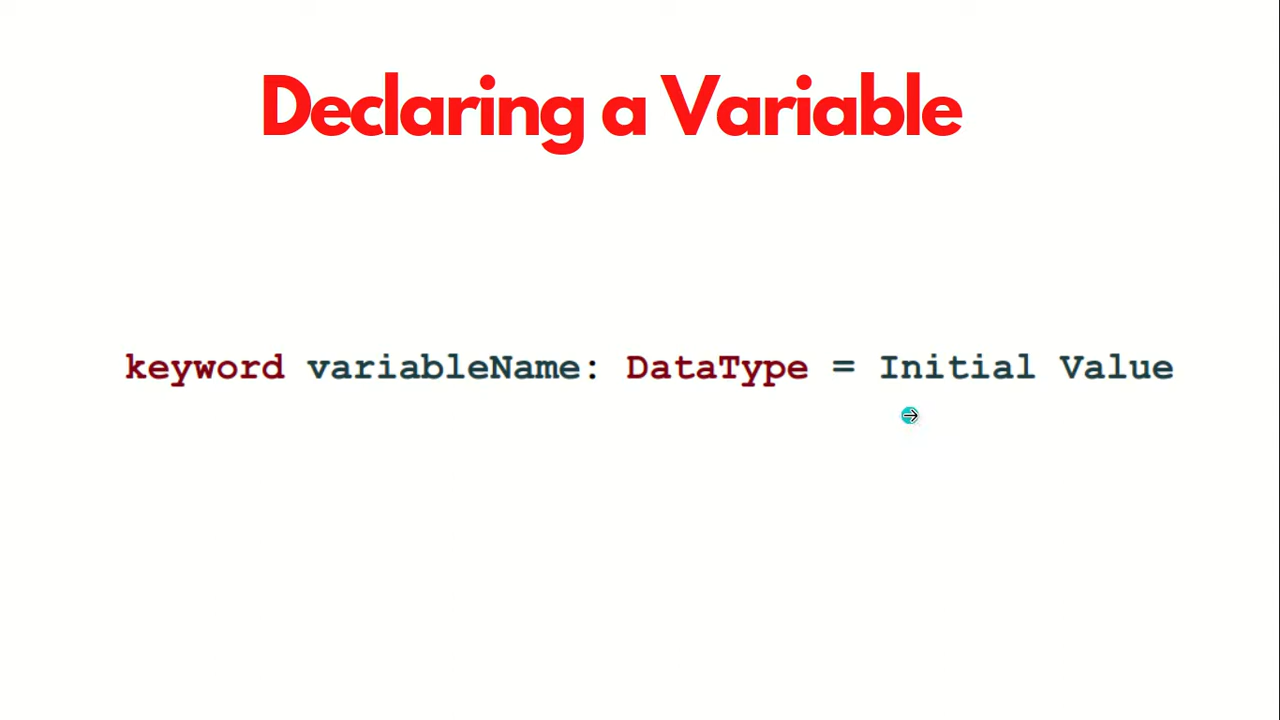 Declaring a Variable
keyword variableName: DataType = Initial Value